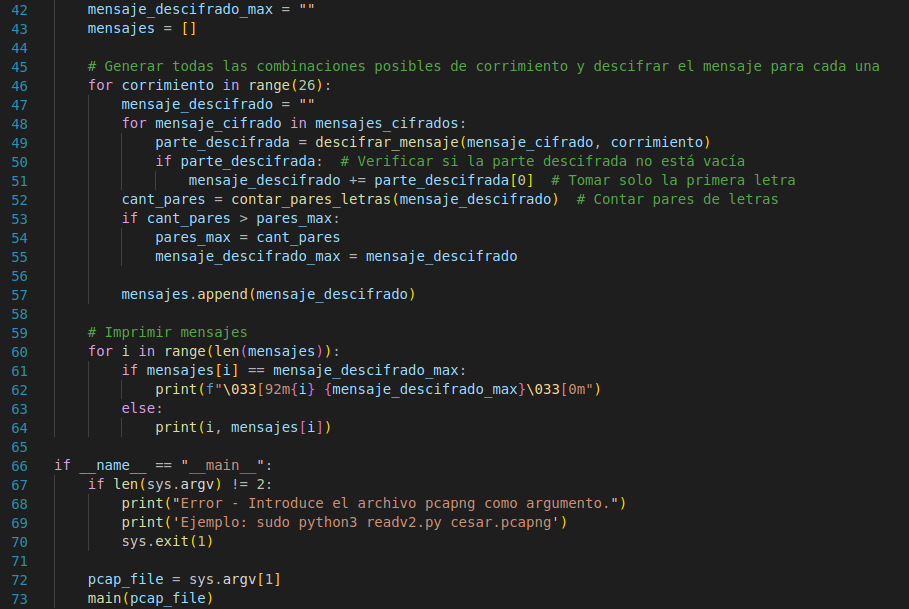 42 mensaje_descifrado_max = ""
43 mensajes = []
44
45 # Generar todas las combinaciones posibles de corrimiento y descifrar el mensaje para cada una
46 for corrimiento in range(26):
47 mensaje_descifrado = ""
48 for mensaje_cifrado in mensajes_cifrados:
49 parte_descifrada = descifrar_mensaje(mensaje_cifrado, corrimiento)
50 if parte_descifrada:  # Verificar si la parte descifrada no está vacía
51 mensaje_descifrado += parte_descifrada[0]  # Tomar solo la primera letra
52 cant_pares = contar_pares_letras(mensaje_descifrado)  # Contar pares de letras
53 if cant_pares > pares_max:
54 pares_max = cant_pares
55 mensaje_descifrado_max = mensaje_descifrado
56
57 mensajes.append(mensaje_descifrado)
58
59 # Imprimir mensajes
60 for i in range(len(mensajes)):
61 if mensajes[i] == mensaje_descifrado_max:
62 print(f"\033[92m{i} {mensaje_descifrado_max}\033[0m")
63 else:
64 print(i, mensajes[i])
65
66 if __name__ == "__main__":
67 if len(sys.argv) != 2:
68 print("Error - Introduce el archivo pcapng como argumento.")
69 print('Ejemplo: sudo python3 readv2.py cesar.pcapng')
70 sys.exit(1)
71
72 pcap_file = sys.argv[1]
73 main(pcap_file)